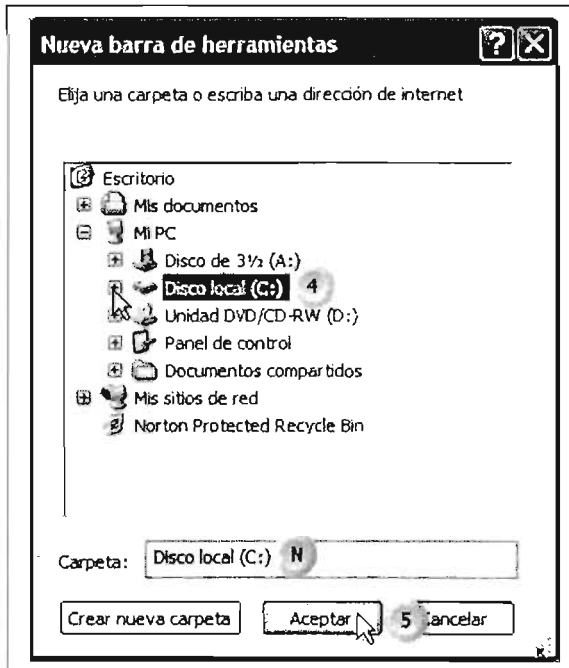 Nueva barra de herramientas
Elija una carpeta o escriba una dirección de internet
Escritorio
Mis documentos
Mi PC
Disco de 3½ (A:)
Disco local (C:) 4
Unidad DVD/CD-RW (D:)
Panel de control
Documentos compartidos
Mis sitios de red
Norton Protected Recycle Bin
Carpeta: Disco local (C:) N
Crear nueva carpeta Aceptar 5 Cancelar